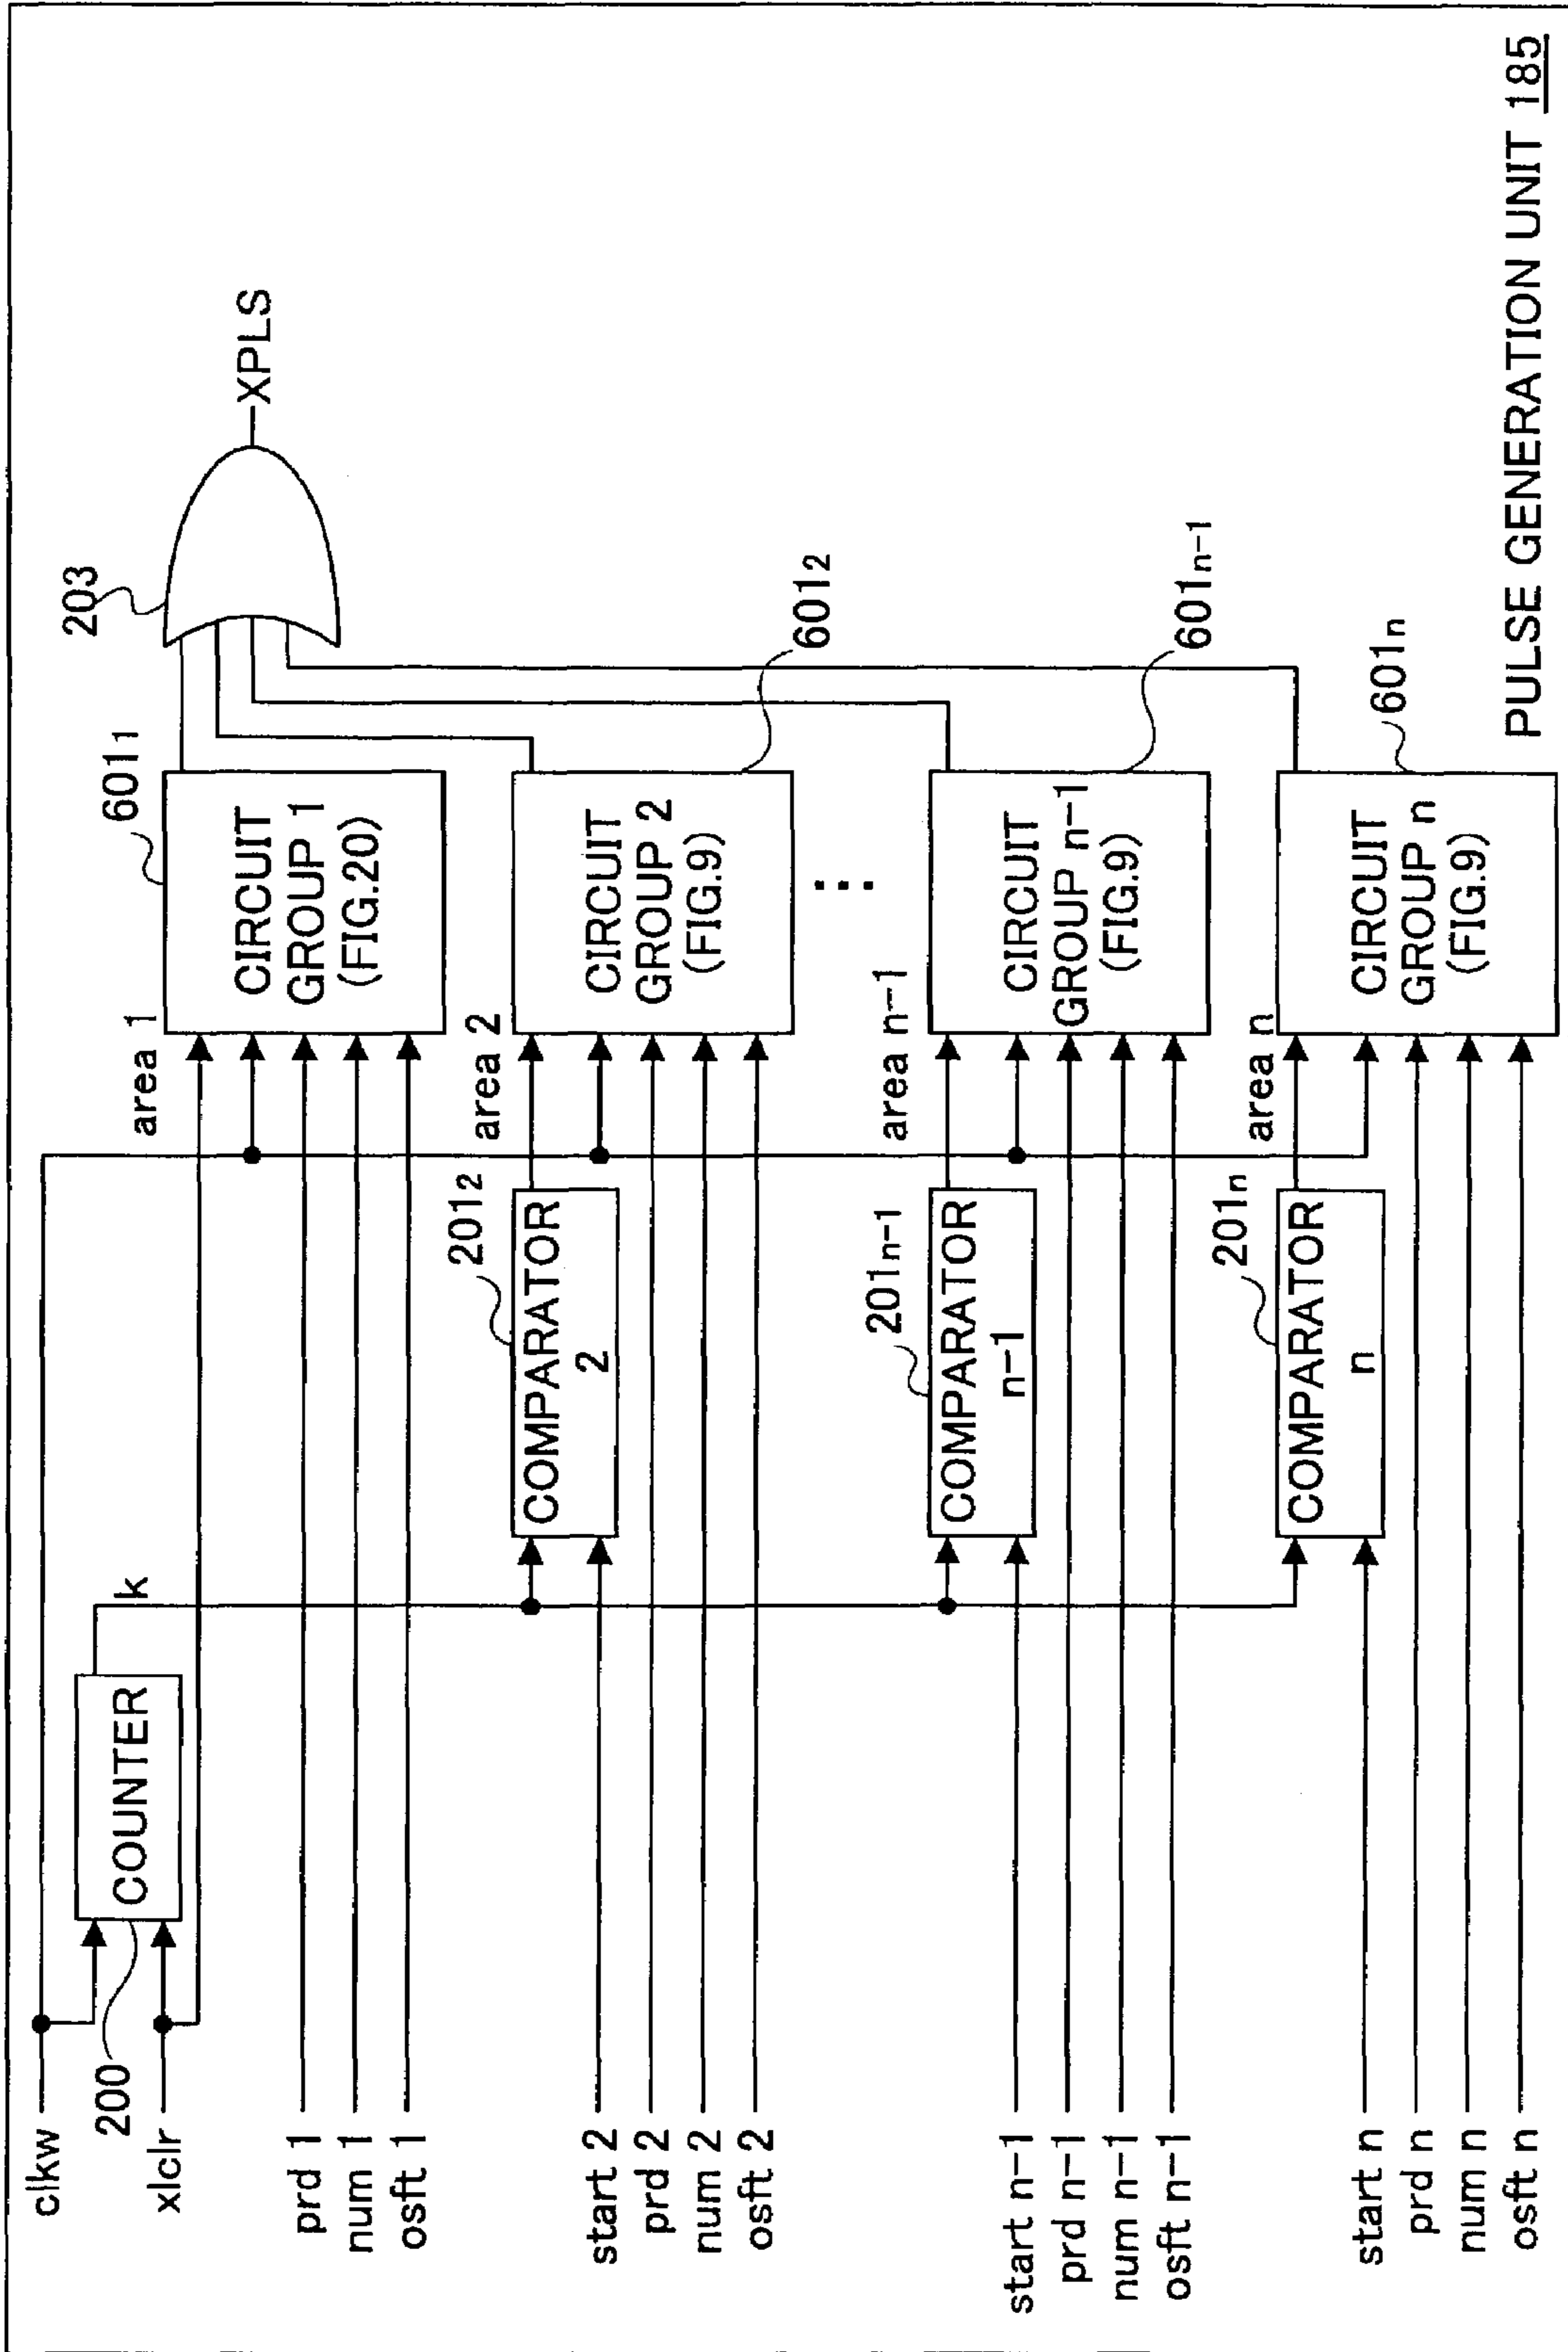 clkw
200
xlclr
COUNTER
k
prd 1
num 1
osft 1
area 1
601₁
CIRCUIT
GROUP 1
(FIG.20)
203
XPLS
start 2
prd 2
num 2
osft 2
201₂
COMPARATOR
2
area 2
CIRCUIT
GROUP 2
(FIG.9)
601₂
⋮
start n-1
prd n-1
num n-1
osft n-1
201n-1
COMPARATOR
n-1
area n-1
CIRCUIT
GROUP n-1
(FIG.9)
601n-1
start n
prd n
num n
osft n
201n
COMPARATOR
n
area n
CIRCUIT
GROUP n
(FIG.9)
601n
PULSE GENERATION UNIT 185